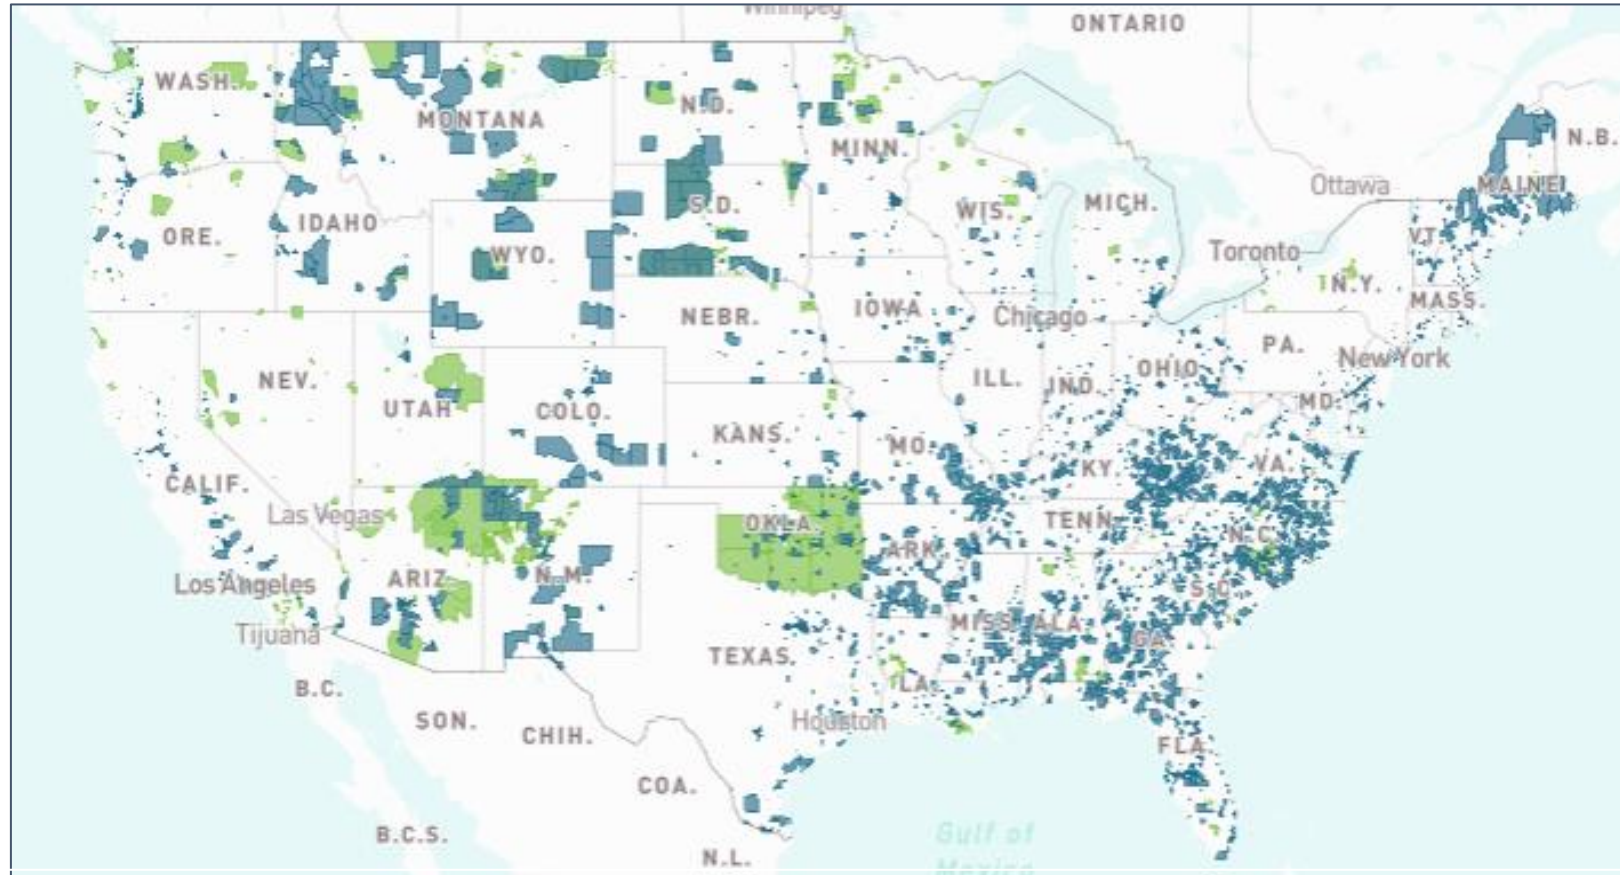 Winnipeg
ONTARIO
WASH.
MONTANA
N.D.
MINN.
N.B.
Ottawa
MAINE
ORE.
IDAHO
S.D.
WIS.
MICH.
VT.
Toronto
WYO.
N.Y.
MASS.
NEBR.
IOWA
Chicago
PA.
New York
NEV.
UTAH
COLO.
ILL.
IND.
OHIO
MD.
KANS.
MO.
KY.
VA.
CALIF.
Las Vegas
OKLA.
TENN.
N.C.
ARK.
Los Angeles
ARIZ.
N.M.
S.C.
Tijuana
MISS.
ALA.
GA.
TEXAS.
LA.
B.C.
SON.
CHIH.
Houston
FLA.
COA.
B.C.S.
N.L.
Gulf of
Mexico